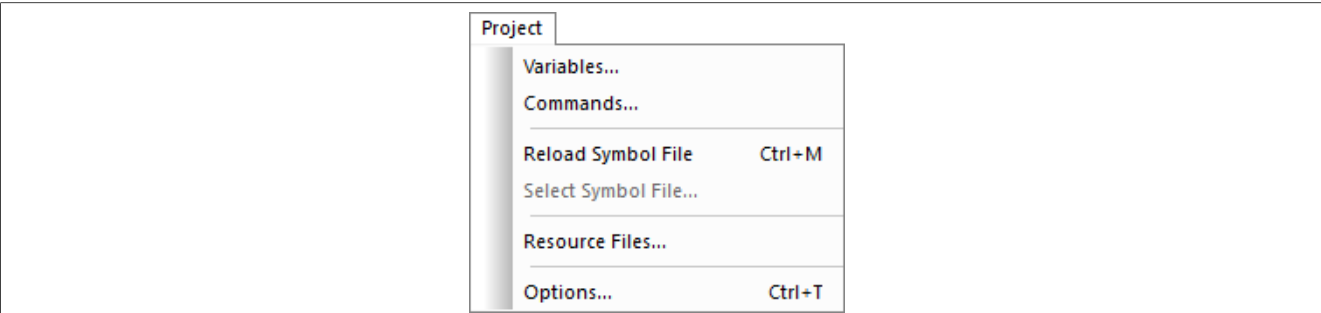 Project
Variables...
Commands...
Reload Symbol File Ctrl+M
Select Symbol File...
Resource Files...
Options... Ctrl+T